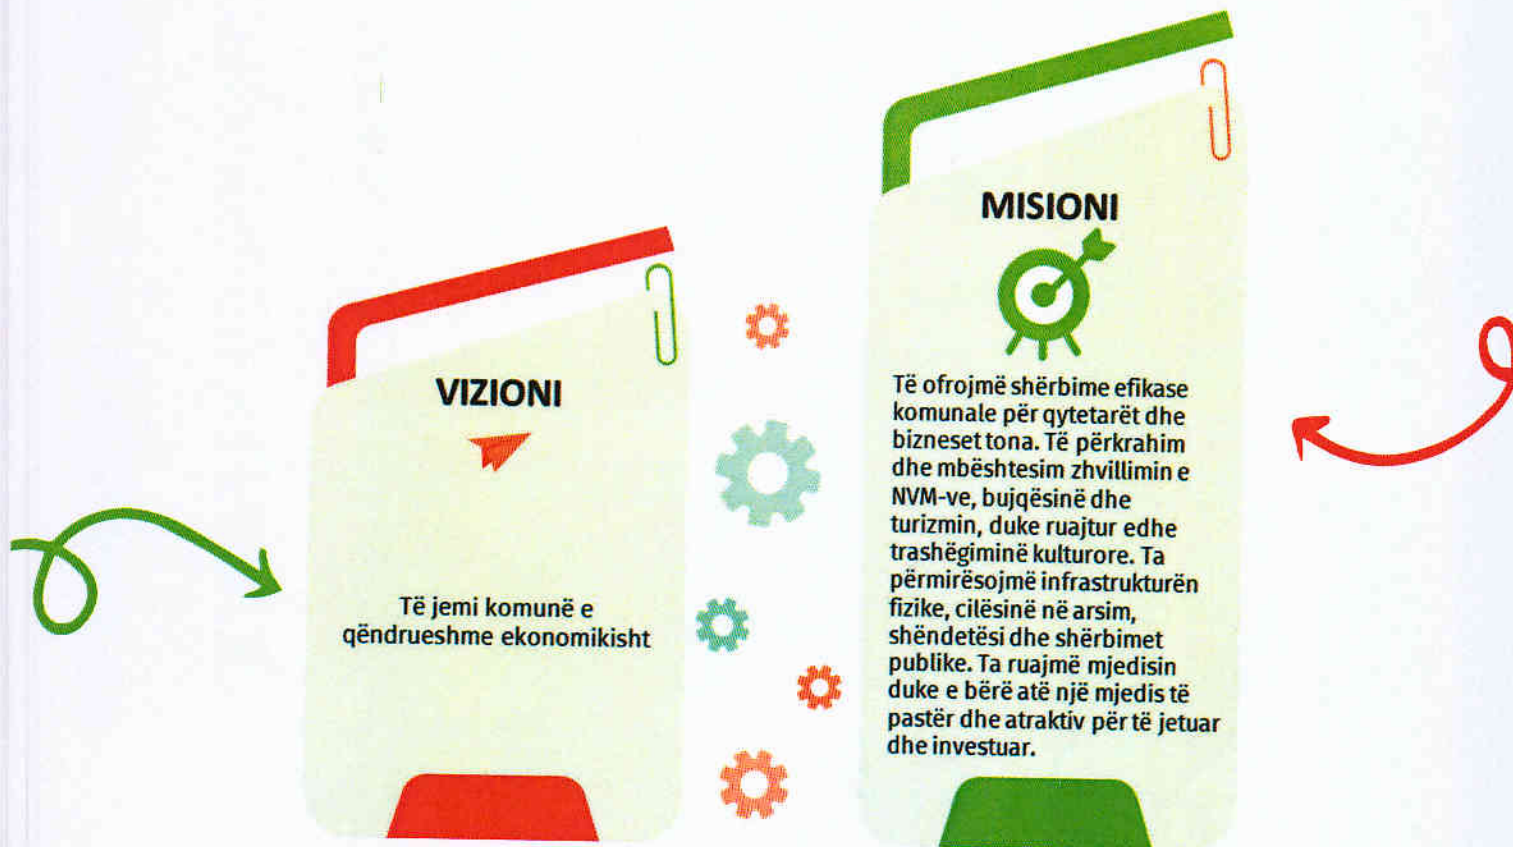 VIZIONI
Të jemi komunë e
qëndrueshme ekonomikisht
MISIONI
Të ofrojmë shërbime efikase
komunale për qytetarët dhe
bizneset tona. Të përkrahim
dhe mbështesim zhvillimin e
NVM-ve, bujqësinë dhe
turizmin, duke ruajtur edhe
trashëgiminë kulturore. Ta
përmirësojmë infrastrukturën
fizike, cilësinë në arsim,
shëndetësi dhe shërbimet
publike. Ta ruajmë mjedisin
duke e bërë atë një mjedis të
pastër dhe atraktiv për të jetuar
dhe investuar.